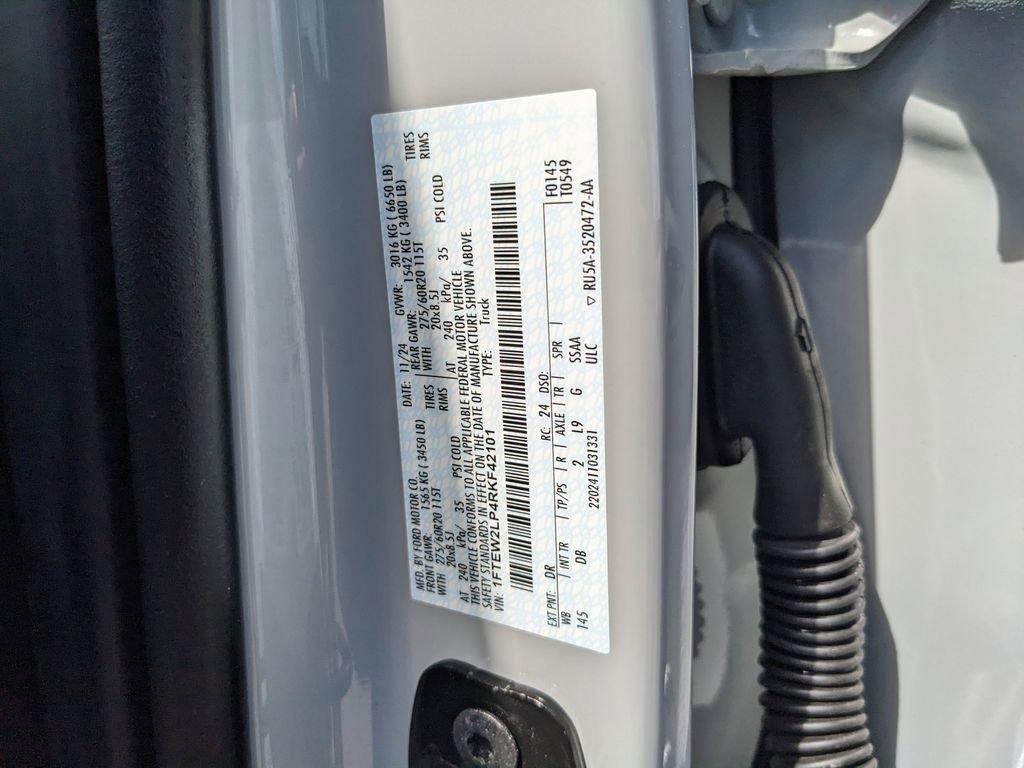 MFD. BY FORD MOTOR CO. DATE: 11/24 GVWR: 3016 KG ( 6650 LB)
FRONT GAWR: 1565 KG ( 3450 LB) REAR GAWR: 1542 KG ( 3400 LB)
WITH 275/60R20 115T TIRES WITH 275/60R20 115T TIRES
20x8.5J RIMS 20x8.5J RIMS
AT 240 kPa/ 35 PSI COLD AT 240 kPa/ 35 PSI COLD
THIS VEHICLE CONFORMS TO ALL APPLICABLE FEDERAL MOTOR VEHICLE
SAFETY STANDARDS IN EFFECT ON THE DATE OF MANUFACTURE SHOWN ABOVE.
VIN: 1FTEW2LP4RKF42101 TYPE: Truck
EXT PNT: DR RC: 24 DSO: F0145
WB INT TR TP/PS R AXLE TR SPR T0549
145 DB 2 L9 G SSAA
2202411031331 ULC ▽ RU5A-3520472-AA